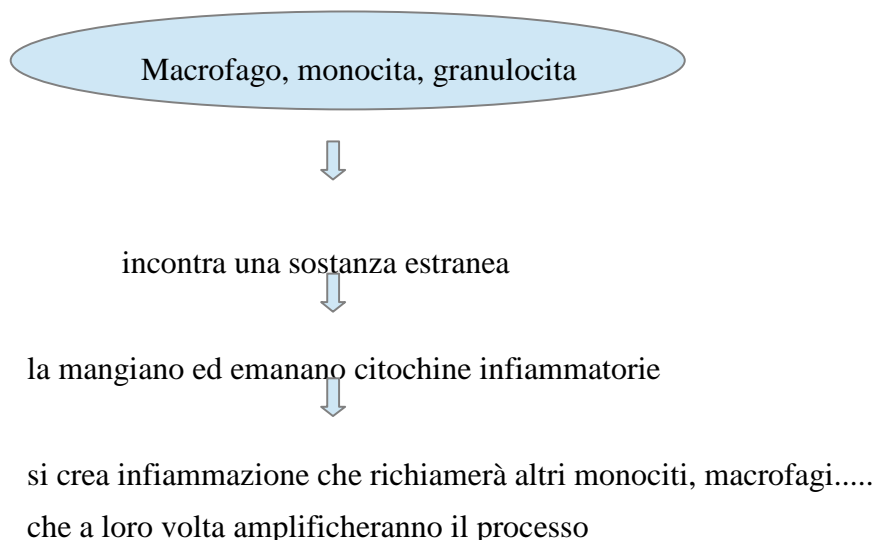 Macrofago, monocita, granulocita
incontra una sostanza estranea
la mangiano ed emanano citochine infiammatorie
si crea infiammazione che richiamerà altri monociti, macrofagi.....
che a loro volta amplificheranno il processo